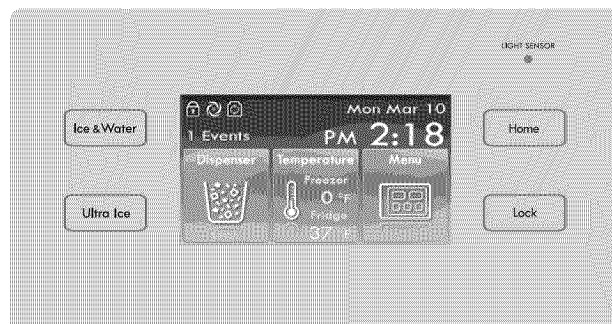 LIGHT SENSOR
Mon Mar 10
1 Events PM 2:18
Ice & Water
Home
Dispenser
Temperature
Menu
Freezer
0 °F
Fridge
37 °F
Ultra Ice
Lock